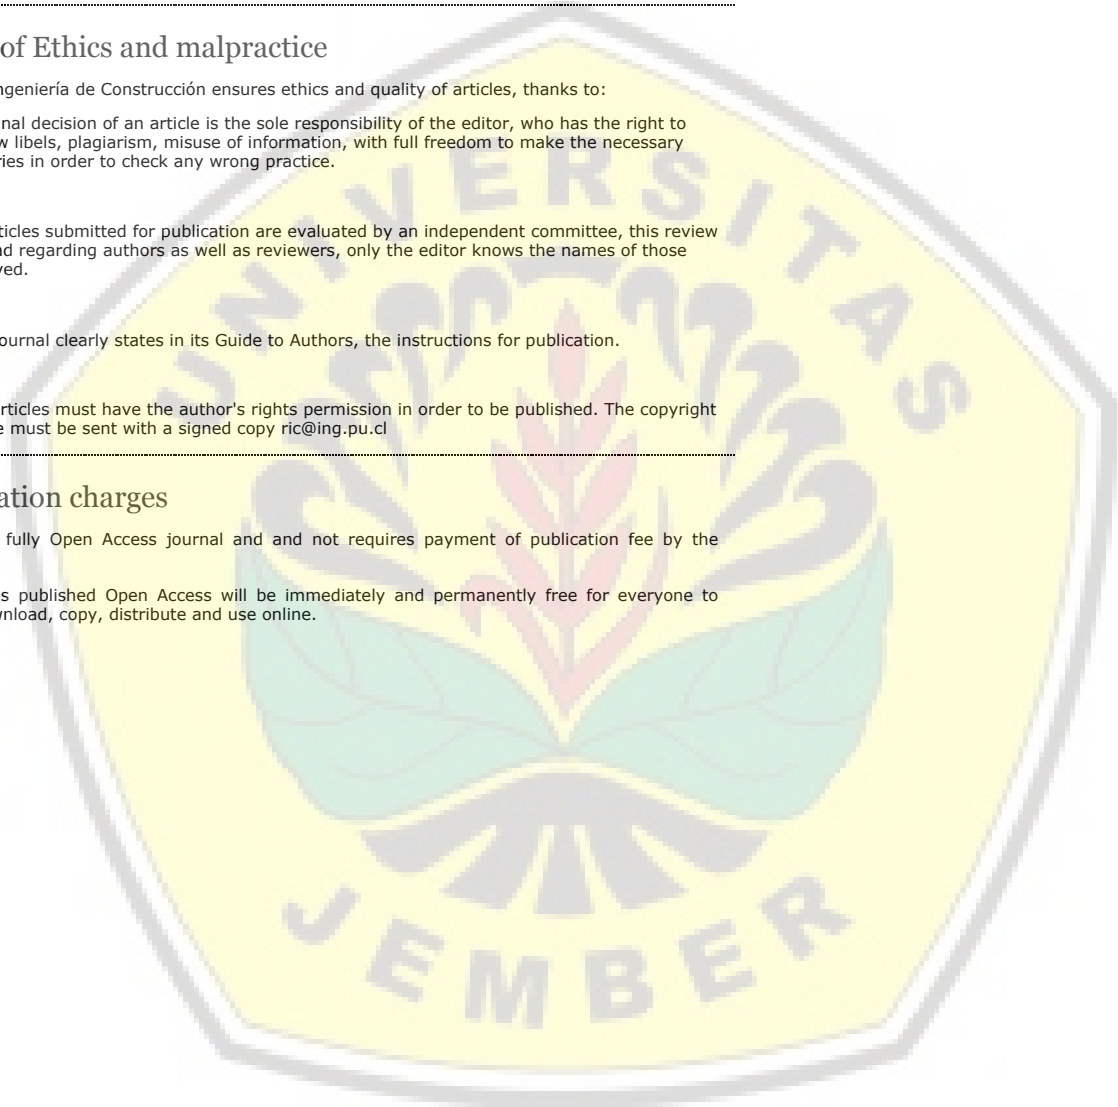 of Ethics and malpractice
ngeniería de Construcción ensures ethics and quality of articles, thanks to:
nal decision of an article is the sole responsibility of the editor, who has the right to
w libels, plagiarism, misuse of information, with full freedom to make the necessary
ries in order to check any wrong practice.
ticles submitted for publication are evaluated by an independent committee, this review
nd regarding authors as well as reviewers, only the editor knows the names of those
ved.
ournal clearly states in its Guide to Authors, the instructions for publication.
rticles must have the author's rights permission in order to be published. The copyright
e must be sent with a signed copy ric@ing.pu.cl
ation charges
fully Open Access journal and and not requires payment of publication fee by the
s published Open Access will be immediately and permanently free for everyone to
wnload, copy, distribute and use online.
UNIVERSITAS
JEMBER